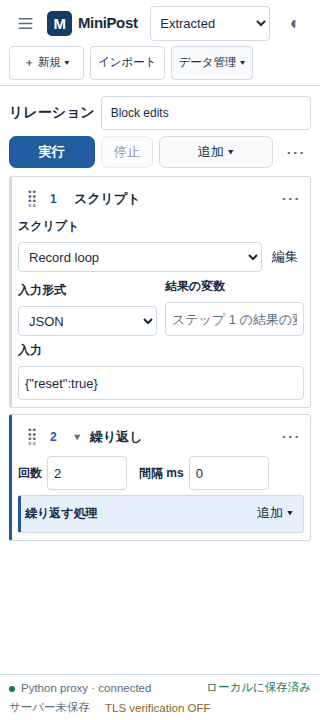 M MiniPost Extracted
+ 新規 ▾ インポート データ管理 ▾
リレーション Block edits
実行 停止 追加 ▾ ...
1 スクリプト ...
スクリプト
Record loop 編集
入力形式 結果の変数
JSON ステップ 1 の結果の
入力
{"reset":true}
2 ▾ 繰り返し ...
回数 2 間隔 ms 0
繰り返す処理 追加 ▾
Python proxy · connected ローカルに保存済み
サーバー未保存 TLS verification OFF